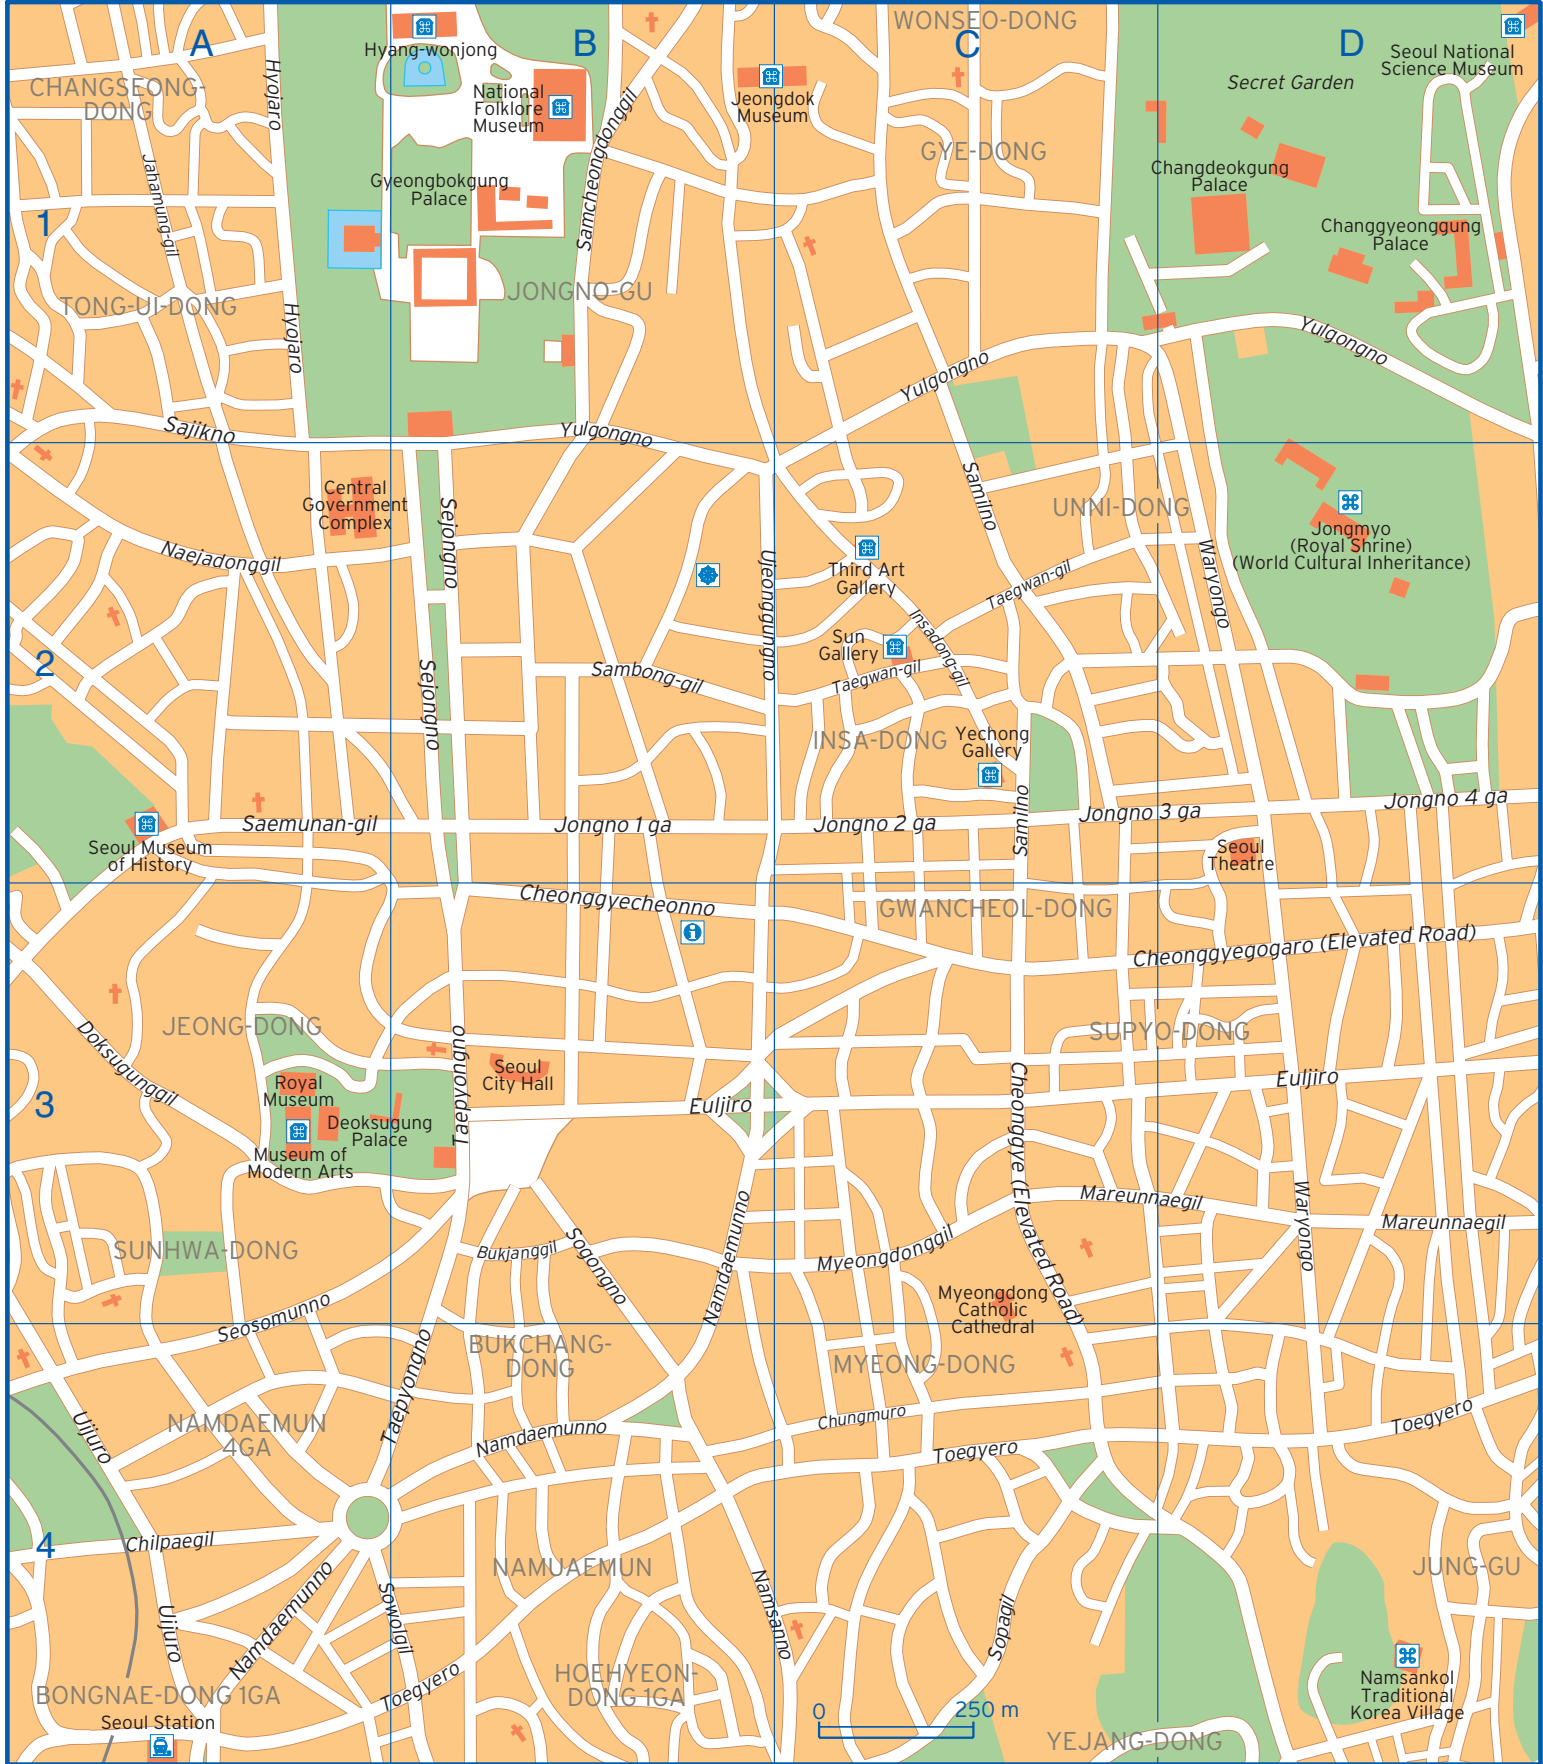 A
B
C
D
WONSEO-DONG
Hyang-wonjong
Seoul National
Science Museum
Secret Garden
CHANGSEONG-
DONG
Hyojaro
National
Folklore
Museum
Jeongdok
Museum
Samcheongdonggil
GYE-DONG
Jahamung-gil
Changdeokgung
Palace
Gyeongbokgung
Palace
1
Changgyeonggung
Palace
JONGNO-GU
TONG-UI-DONG
Hyojaro
Yulgongno
Yulgongno
Sajikno
Yulgongno
Samilno
Central
Government
Complex
Sejongno
UNNI-DONG
Jongmyo
(Royal Shrine)
(World Cultural Inheritance)
Naejadonggil
Ujeonggungno
Third Art
Gallery
Taegwan-gil
Waryongo
Insadong-gil
Sun
Gallery
2
Sejongno
Sambong-gil
Taegwan-gil
INSA-DONG
Yechong
Gallery
Samilno
Jongno 4 ga
Jongno 3 ga
Saemunan-gil
Jongno 1 ga
Jongno 2 ga
Seoul Museum
of History
Seoul
Theatre
Cheonggyecheonno
GWANCHEOL-DONG
Cheonggyegogaro (Elevated Road)
JEONG-DONG
SUPYO-DONG
Doksugunggil
Taepyongno
Seoul
City Hall
Royal
Museum
Euljiro
Euljiro
3
Deoksugung
Palace
Cheonggye (Elevated Road)
Museum of
Modern Arts
Mareunnaegil
Waryongo
Mareunnaegil
SUNHWA-DONG
Bukjanggil
Sogongno
Namdaemunno
Myeongdonggil
Myeongdong
Catholic
Cathedral
Seosomunno
BUKCHANG-
DONG
MYEONG-DONG
Taepyongno
NAMDAEMUN
4GA
Uijuro
Namdaemunno
Chungmuro
Toegyero
Toegyero
4
Chilpaegil
NAMUAEMUN
JUNG-GU
Namdaemunno
Sowolgil
Namsanno
Sopagil
Uijuro
Toegyero
HOEHYEON-
DONG 1GA
Namsankol
Traditional
Korea Village
BONGNAE-DONG 1GA
Seoul Station
0
250 m
YEJANG-DONG